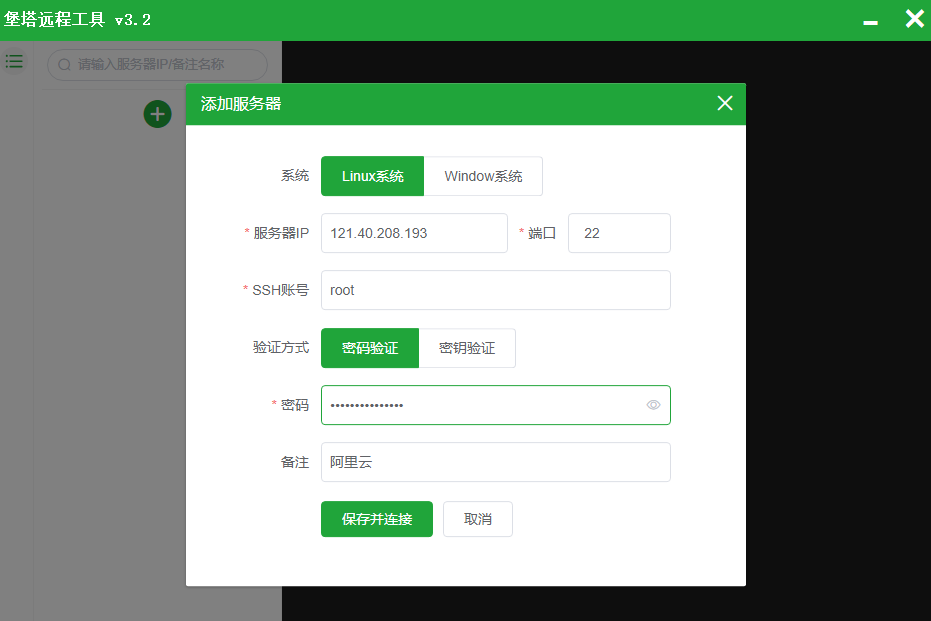 堡塔远程工具 v3.2
请输入服务器IP/备注名称
添加服务器
系统 Linux系统 Window系统
* 服务器IP 121.40.208.193 * 端口 22
* SSH账号 root
验证方式 密码验证 密钥验证
* 密码 •••••••••••••••
备注 阿里云
保存并连接 取消